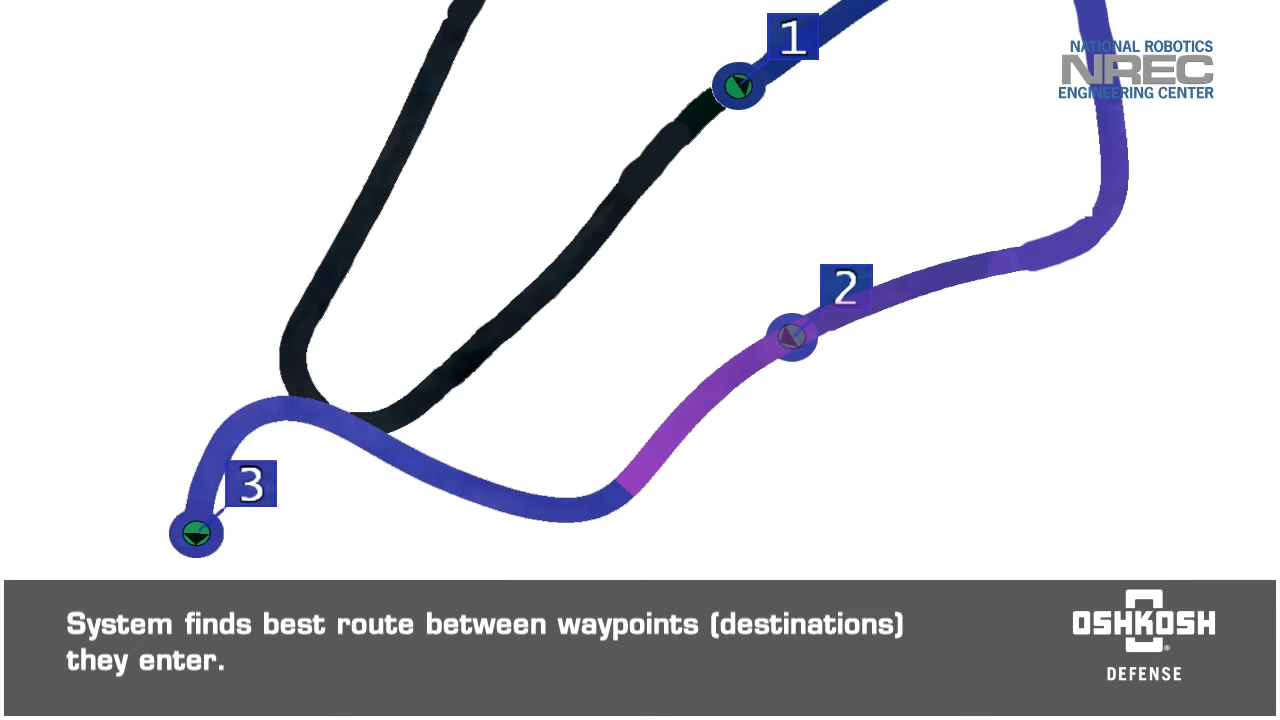 1
NATIONAL ROBOTICS
NREC
ENGINEERING CENTER
2
3
System finds best route between waypoints (destinations)
they enter.
OSHKOSH
®
DEFENSE